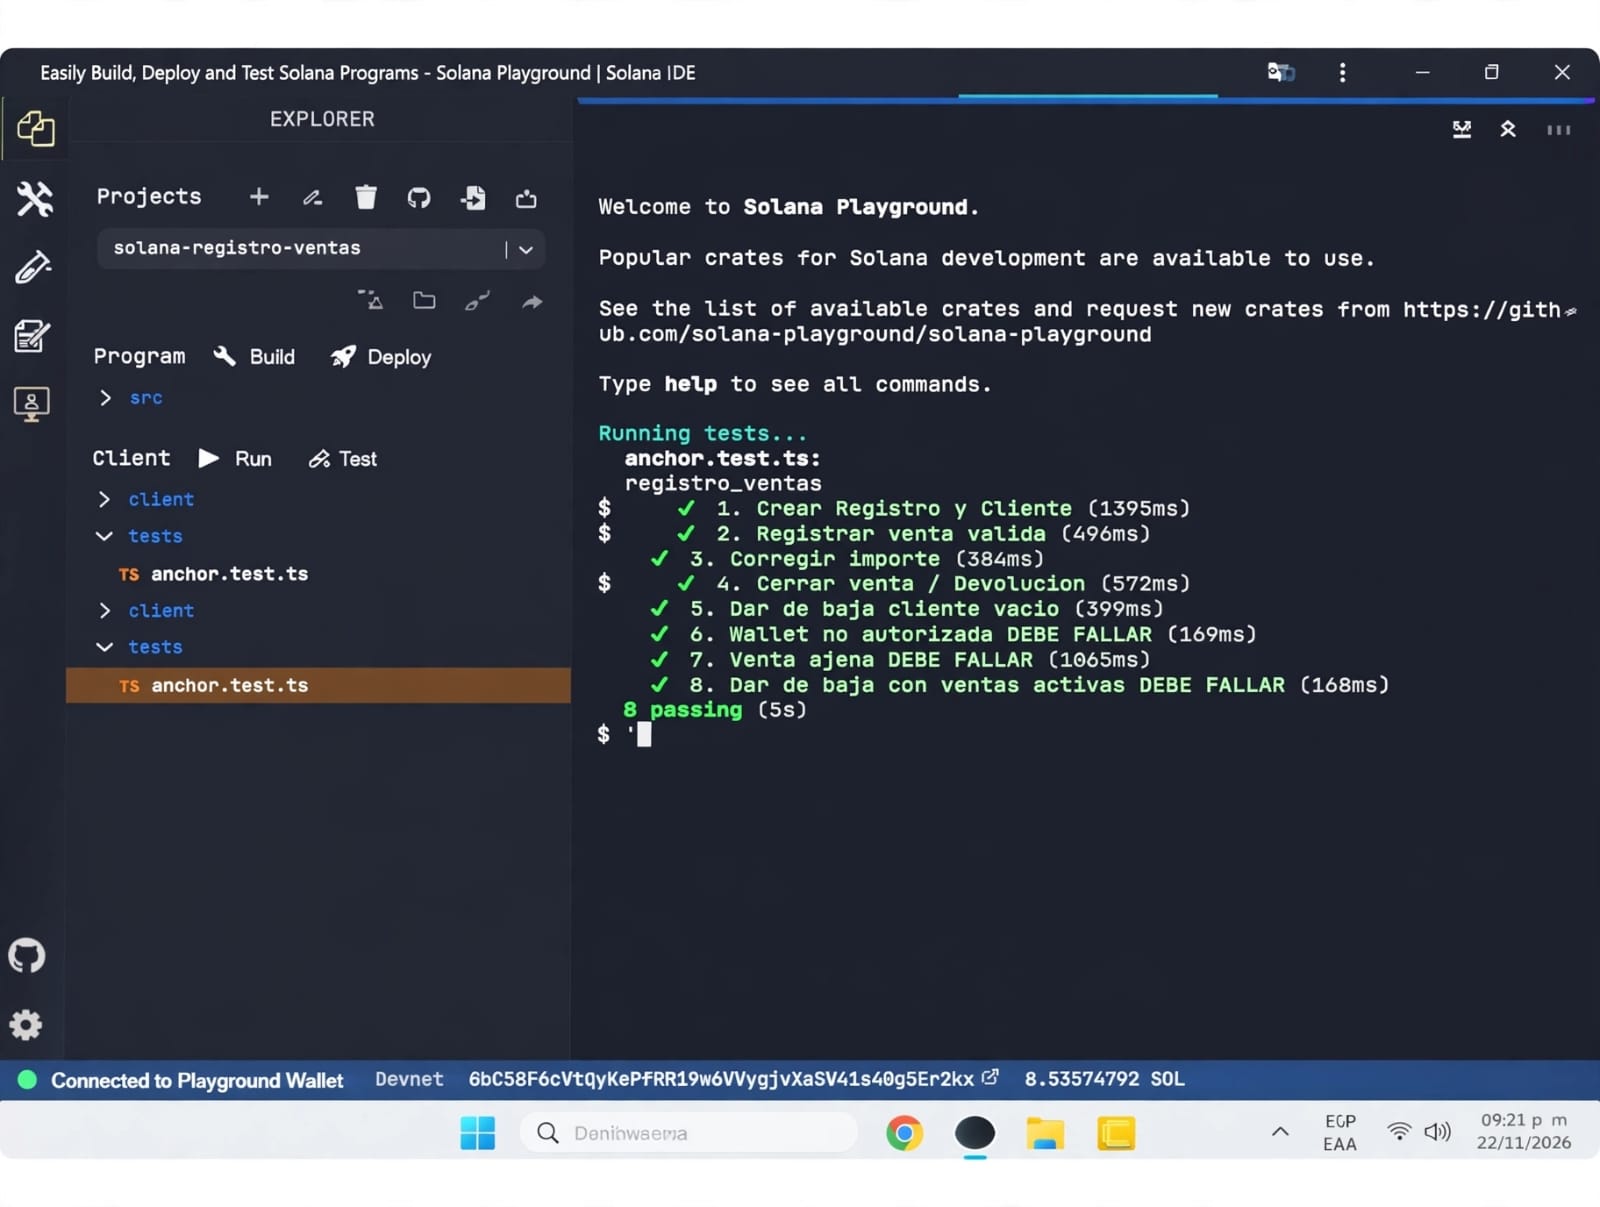 Easily Build, Deploy and Test Solana Programs - Solana Playground | Solana IDE
EXPLORER
Projects
solana-registro-ventas
Program Build Deploy
src
Client Run Test
client
tests
TS anchor.test.ts
client
tests
TS anchor.test.ts
Welcome to Solana Playground.
Popular crates for Solana development are available to use.
See the list of available crates and request new crates from https://gith
ub.com/solana-playground/solana-playground
Type help to see all commands.
Running tests...
anchor.test.ts:
registro_ventas
$ ✔ 1. Crear Registro y Cliente (1395ms)
$ ✔ 2. Registrar venta valida (496ms)
✔ 3. Corregir importe (384ms)
$ ✔ 4. Cerrar venta / Devolucion (572ms)
✔ 5. Dar de baja cliente vacio (399ms)
✔ 6. Wallet no autorizada DEBE FALLAR (169ms)
✔ 7. Venta ajena DEBE FALLAR (1065ms)
✔ 8. Dar de baja con ventas activas DEBE FALLAR (168ms)
8 passing (5s)
$ '
Connected to Playground Wallet Devnet 6bC58F6cVtQyKePfRR19w6VVygjvXaSV41s40g5Er2kx 8.53574792 SOL
EGP
EAA
09:21 p m
22/11/2026